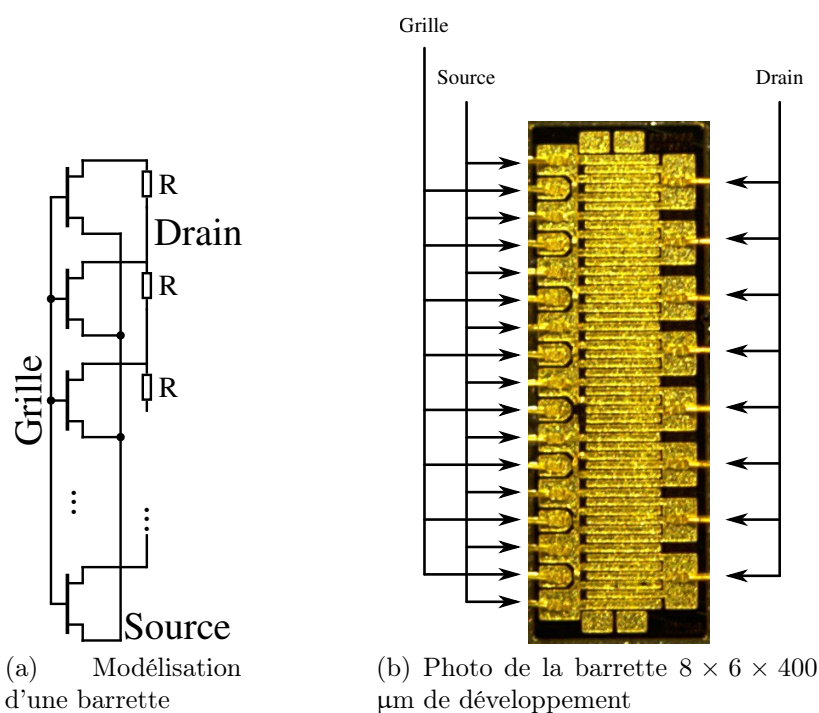 Grille
Source
Drain
R
Drain
R
R
Grille
...
...
Source
(a) Modélisation
d'une barrette
(b) Photo de la barrette 8 × 6 × 400
μm de développement